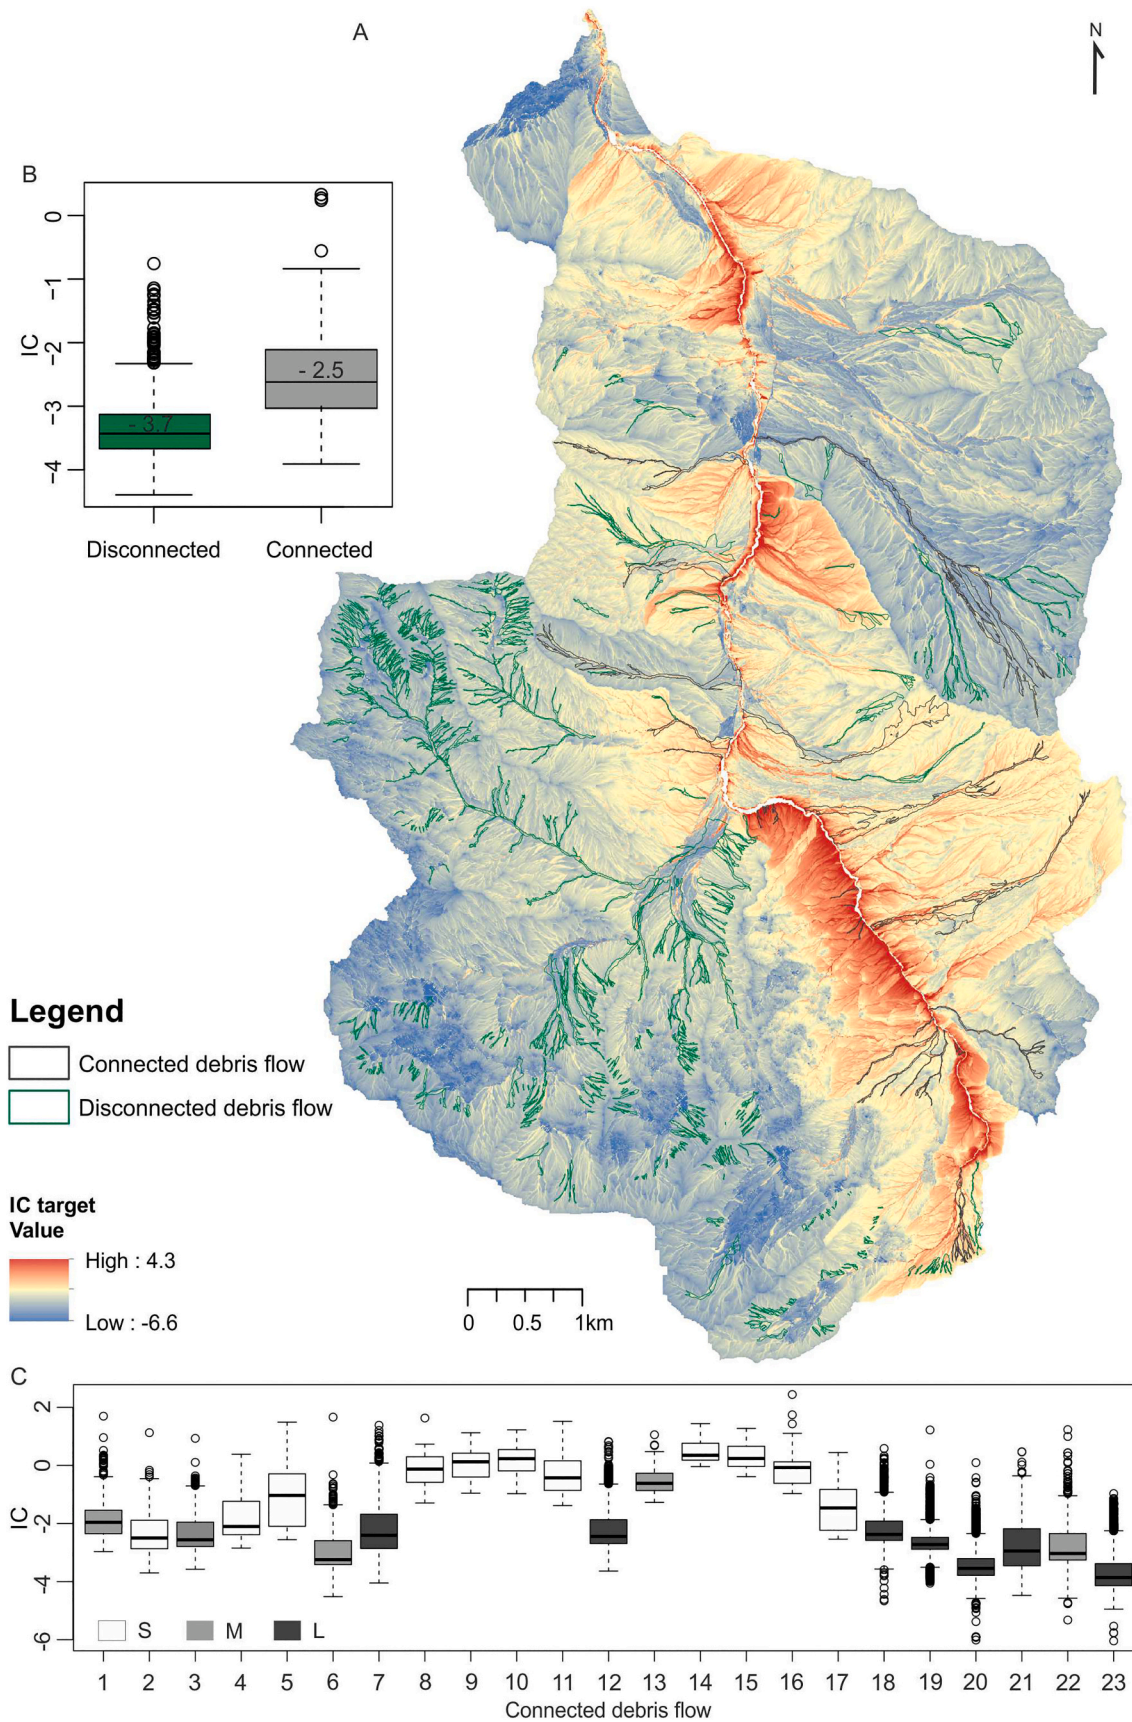 A
N
B
IC
0
−1
−2
−3
−4
- 3.7
- 2.5
Disconnected
Connected
Legend
Connected debris flow
Disconnected debris flow
IC target
Value
High : 4.3
Low : -6.6
0 0.5 1km
C
IC
2
0
-2
-4
-6
S M L
1 2 3 4 5 6 7 8 9 10 11 12 13 14 15 16 17 18 19 20 21 22 23
Connected debris flow